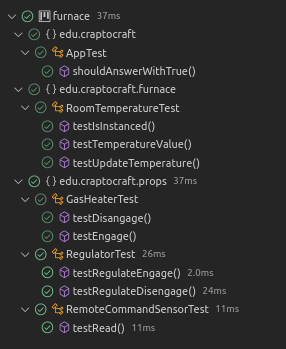 furnace 37ms
{} edu.craptocraft
AppTest
shouldAnswerWithTrue()
{} edu.craptocraft.furnace
RoomTemperatureTest
testIsInstanced()
testTemperatureValue()
testUpdateTemperature()
{} edu.craptocraft.props 37ms
GasHeaterTest
testDisangage()
testEngage()
RegulatorTest 26ms
testRegulateEngage() 2.0ms
testRegulateDisengage() 24ms
RemoteCommandSensorTest 11ms
testRead() 11ms